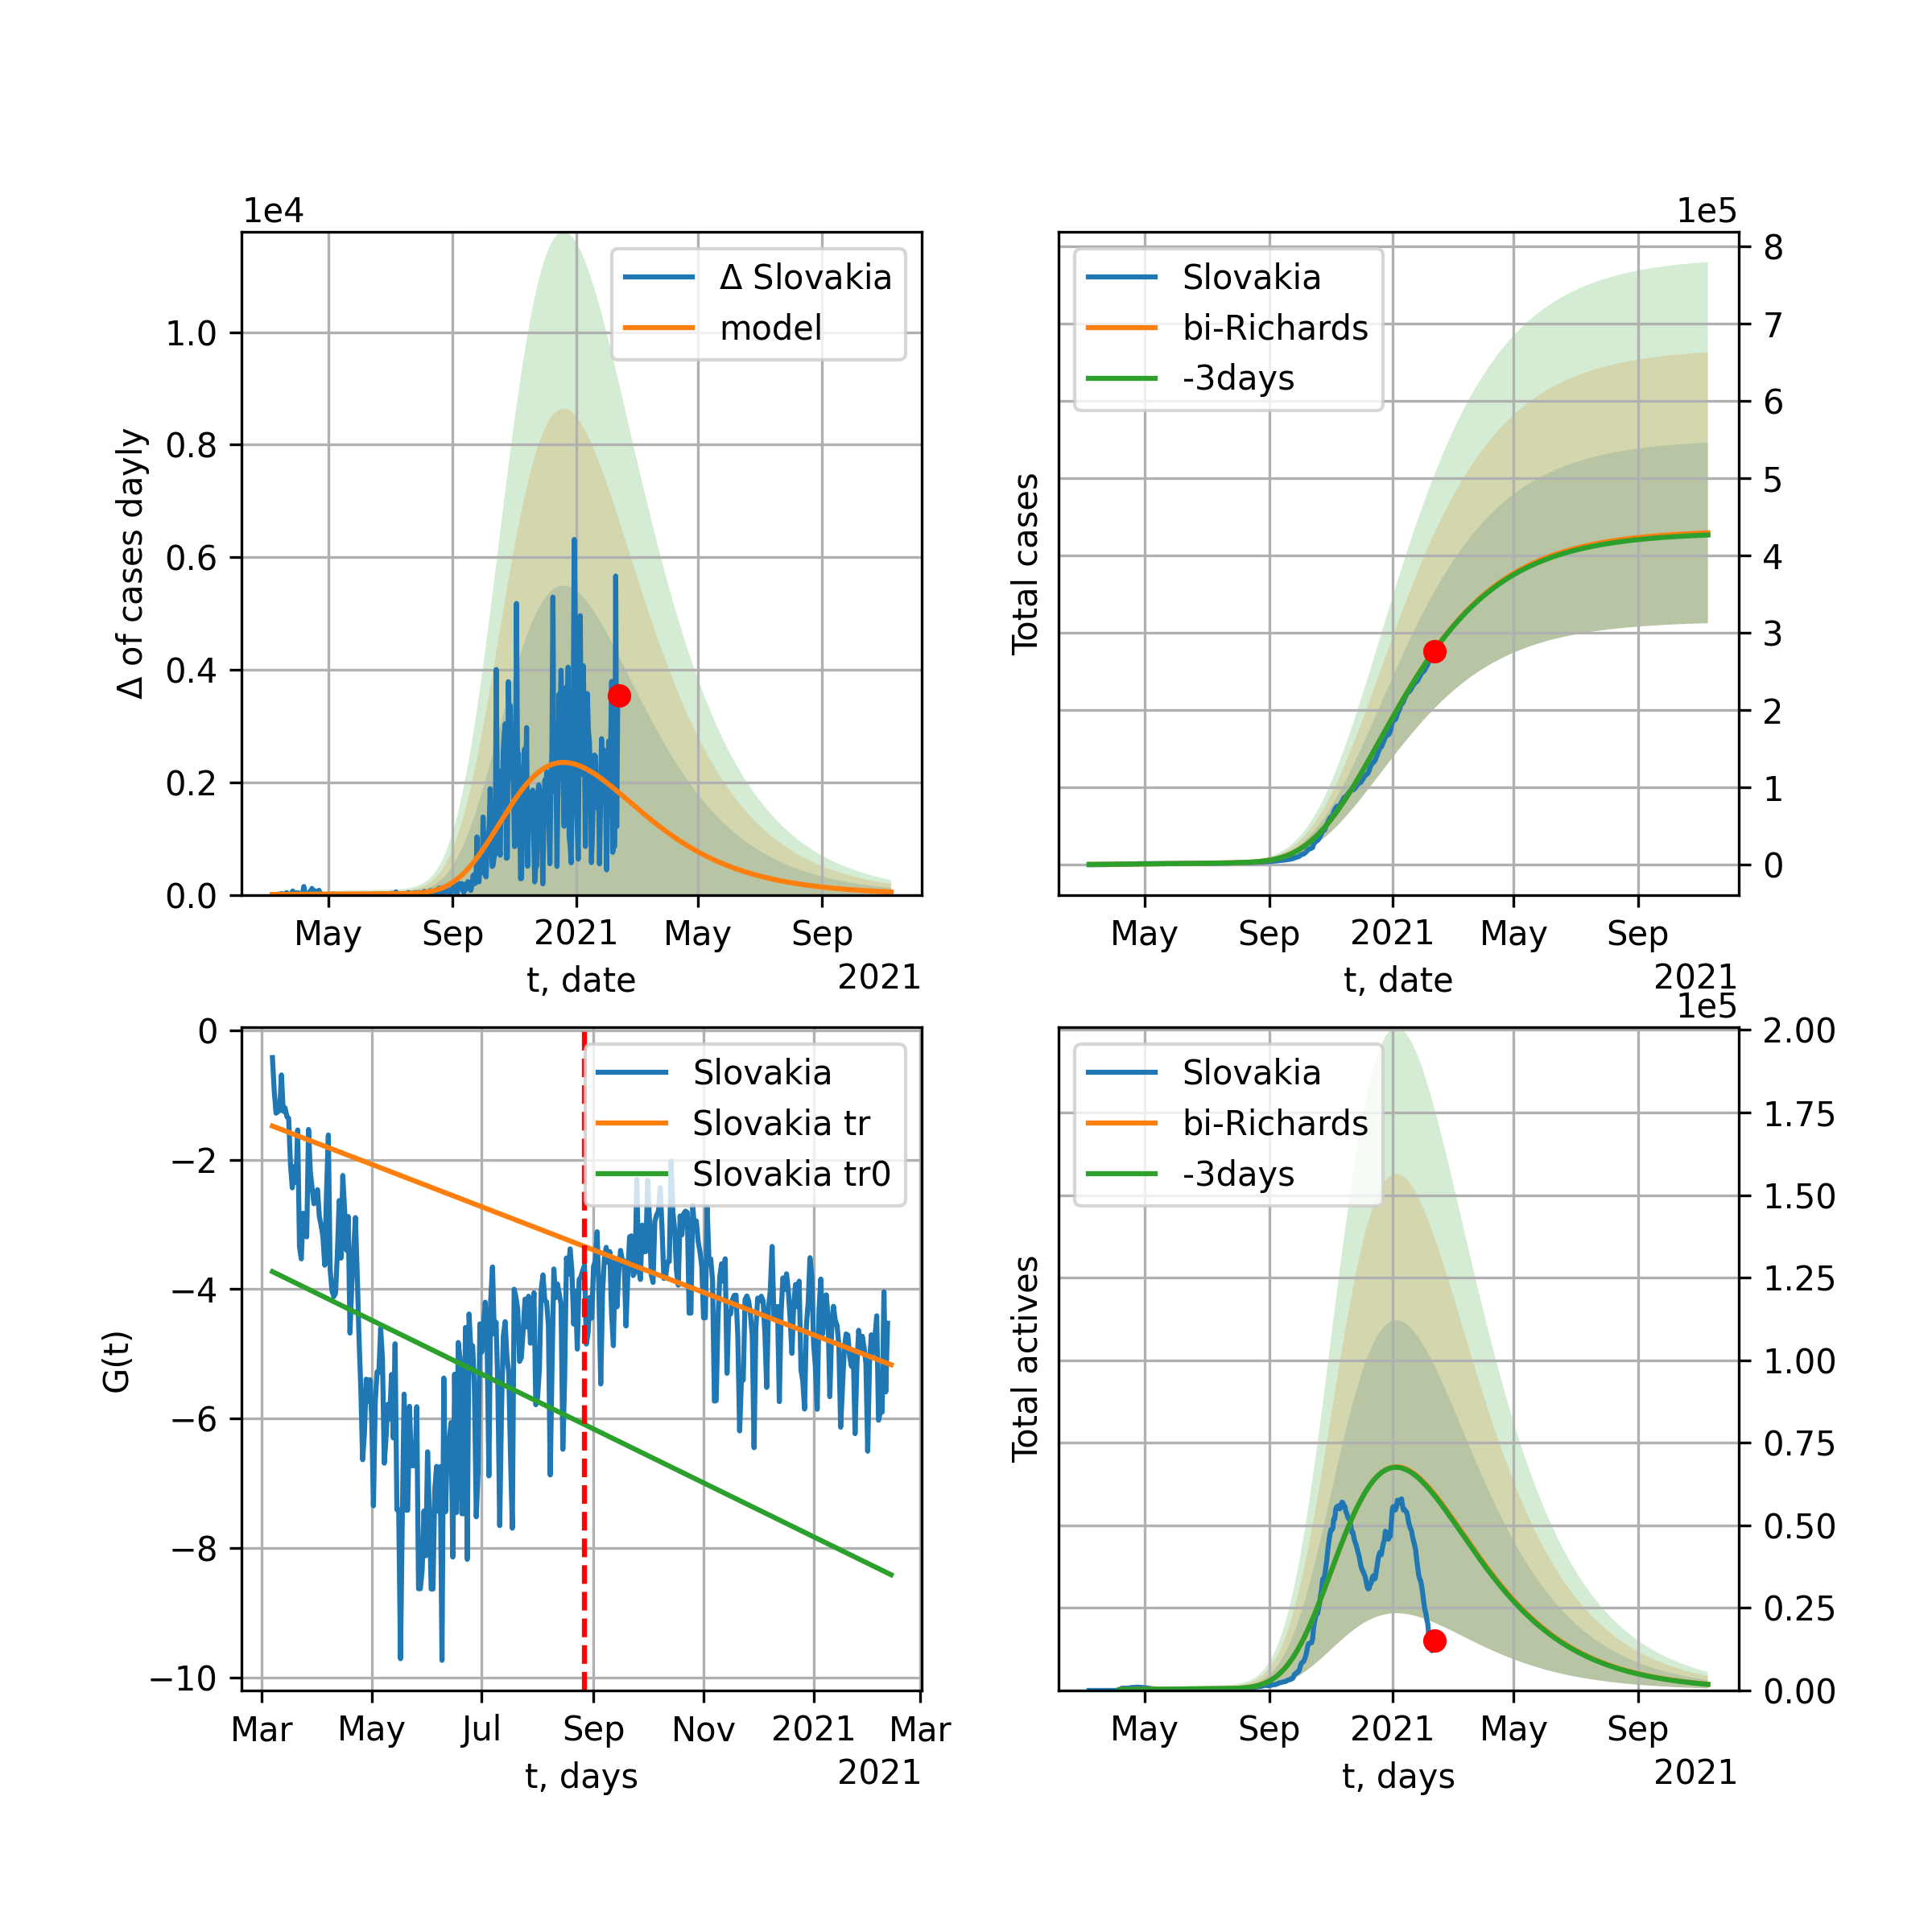 1e4
Δ of cases dayly
1.0
0.8
0.6
0.4
0.2
0.0
Δ Slovakia
model
May Sep 2021 May Sep
t, date
2021
1e5
Total cases
Slovakia
bi-Richards
-3days
8
7
6
5
4
3
2
1
0
May Sep 2021 May Sep
t, date
2021
G(t)
0
−2
−4
−6
−8
−10
Slovakia
Slovakia tr
Slovakia tr0
Mar May Jul Sep Nov 2021 Mar
t, days
2021
1e5
Total actives
Slovakia
bi-Richards
-3days
2.00
1.75
1.50
1.25
1.00
0.75
0.50
0.25
0.00
May Sep 2021 May Sep
t, days
2021